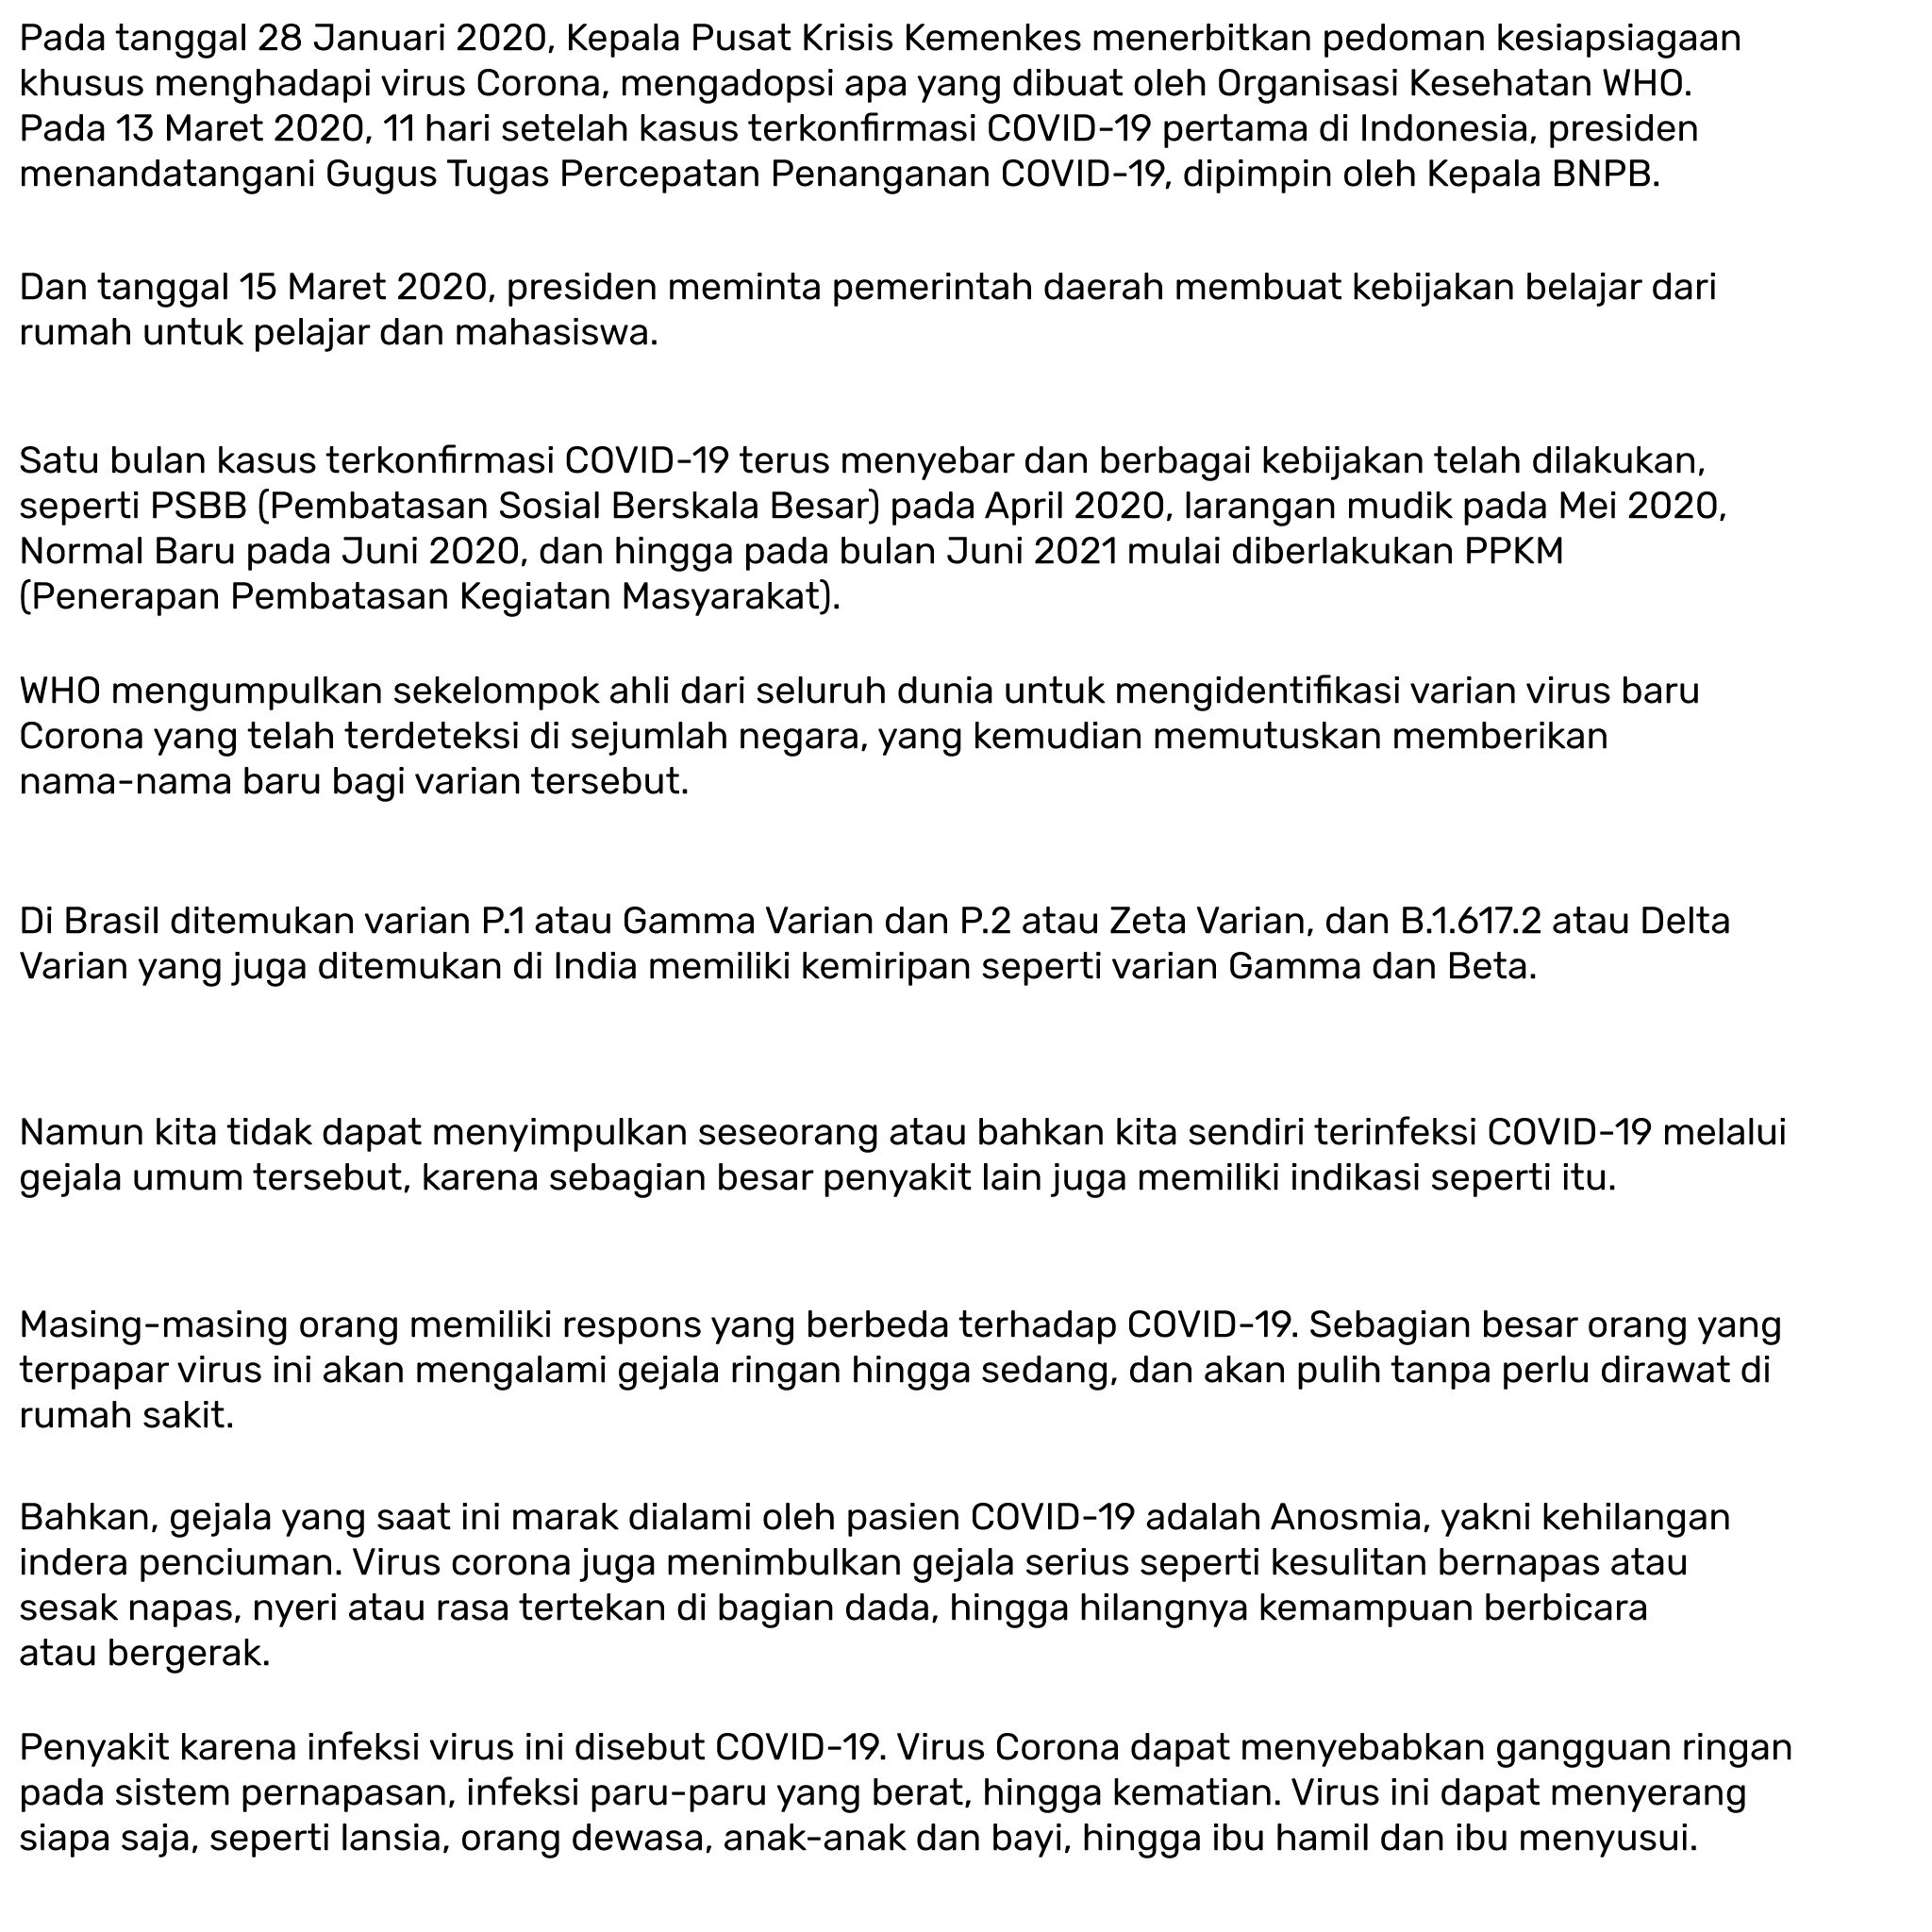 Pada tanggal 28 Januari 2020, Kepala Pusat Krisis Kemenkes menerbitkan pedoman kesiapsiagaan
khusus menghadapi virus Corona, mengadopsi apa yang dibuat oleh Organisasi Kesehatan WHO.
Pada 13 Maret 2020, 11 hari setelah kasus terkonfirmasi COVID-19 pertama di Indonesia, presiden
menandatangani Gugus Tugas Percepatan Penanganan COVID-19, dipimpin oleh Kepala BNPB.
Dan tanggal 15 Maret 2020, presiden meminta pemerintah daerah membuat kebijakan belajar dari
rumah untuk pelajar dan mahasiswa.
Satu bulan kasus terkonfirmasi COVID-19 terus menyebar dan berbagai kebijakan telah dilakukan,
seperti PSBB (Pembatasan Sosial Berskala Besar) pada April 2020, larangan mudik pada Mei 2020,
Normal Baru pada Juni 2020, dan hingga pada bulan Juni 2021 mulai diberlakukan PPKM
(Penerapan Pembatasan Kegiatan Masyarakat).
WHO mengumpulkan sekelompok ahli dari seluruh dunia untuk mengidentifikasi varian virus baru
Corona yang telah terdeteksi di sejumlah negara, yang kemudian memutuskan memberikan
nama-nama baru bagi varian tersebut.
Di Brasil ditemukan varian P.1 atau Gamma Varian dan P.2 atau Zeta Varian, dan B.1.617.2 atau Delta
Varian yang juga ditemukan di India memiliki kemiripan seperti varian Gamma dan Beta.
Namun kita tidak dapat menyimpulkan seseorang atau bahkan kita sendiri terinfeksi COVID-19 melalui
gejala umum tersebut, karena sebagian besar penyakit lain juga memiliki indikasi seperti itu.
Masing-masing orang memiliki respons yang berbeda terhadap COVID-19. Sebagian besar orang yang
terpapar virus ini akan mengalami gejala ringan hingga sedang, dan akan pulih tanpa perlu dirawat di
rumah sakit.
Bahkan, gejala yang saat ini marak dialami oleh pasien COVID-19 adalah Anosmia, yakni kehilangan
indera penciuman. Virus corona juga menimbulkan gejala serius seperti kesulitan bernapas atau
sesak napas, nyeri atau rasa tertekan di bagian dada, hingga hilangnya kemampuan berbicara
atau bergerak.
Penyakit karena infeksi virus ini disebut COVID-19. Virus Corona dapat menyebabkan gangguan ringan
pada sistem pernapasan, infeksi paru-paru yang berat, hingga kematian. Virus ini dapat menyerang
siapa saja, seperti lansia, orang dewasa, anak-anak dan bayi, hingga ibu hamil dan ibu menyusui.